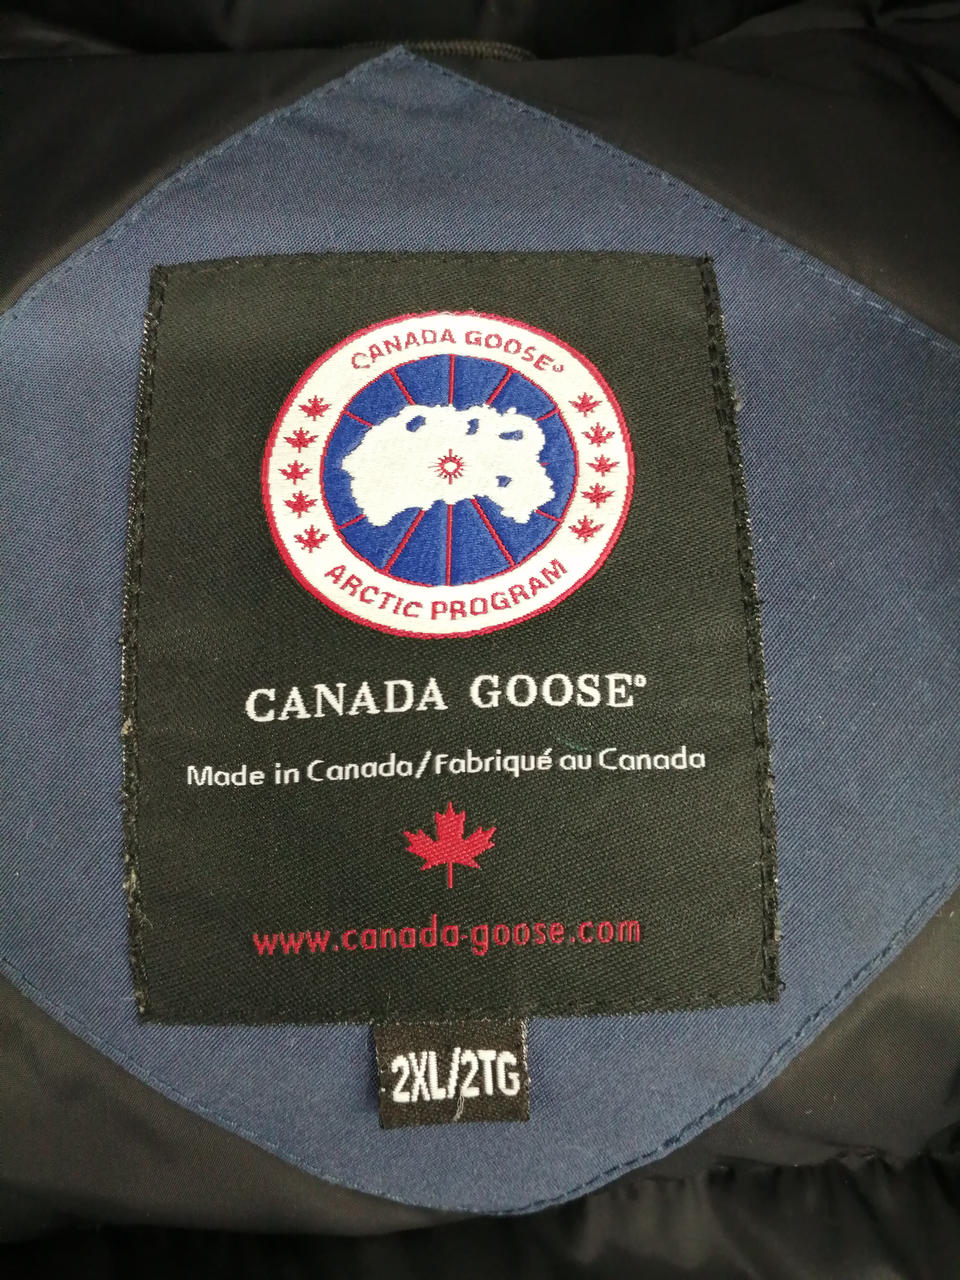 CANADA GOOSE
ARCTIC PROGRAM
CANADA GOOSE
Made in Canada/Fabriqué au Canada
www.canada-goose.com
2XL/2TG